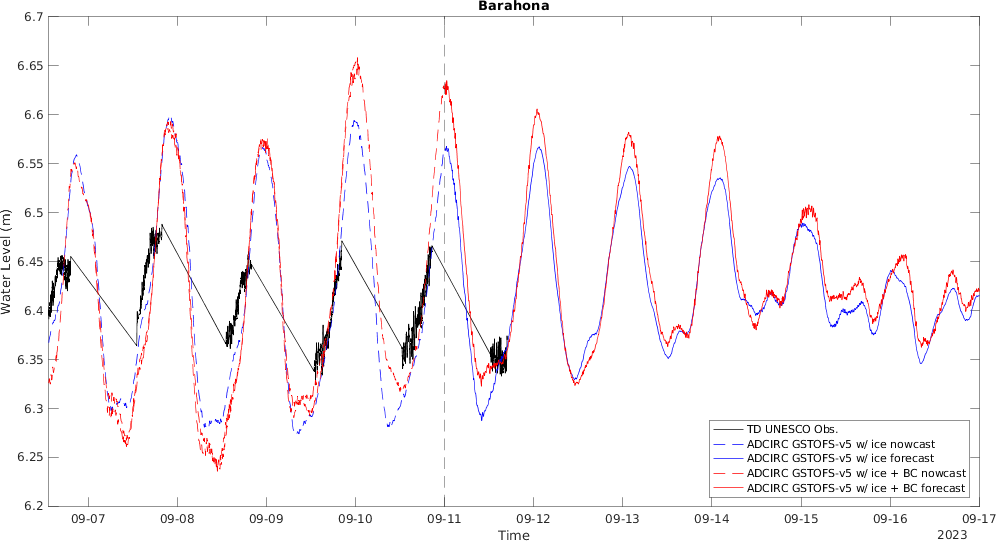 Barahona
6.7
6.65
6.6
6.55
6.5
6.45
6.4
6.35
6.3
6.25
6.2
Water Level (m)
TD UNESCO Obs.
ADCIRC GSTOFS-v5 w/ ice nowcast
ADCIRC GSTOFS-v5 w/ ice forecast
ADCIRC GSTOFS-v5 w/ ice + BC nowcast
ADCIRC GSTOFS-v5 w/ ice + BC forecast
09-07 09-08 09-09 09-10 09-11 09-12 09-13 09-14 09-15 09-16 09-17
Time
2023